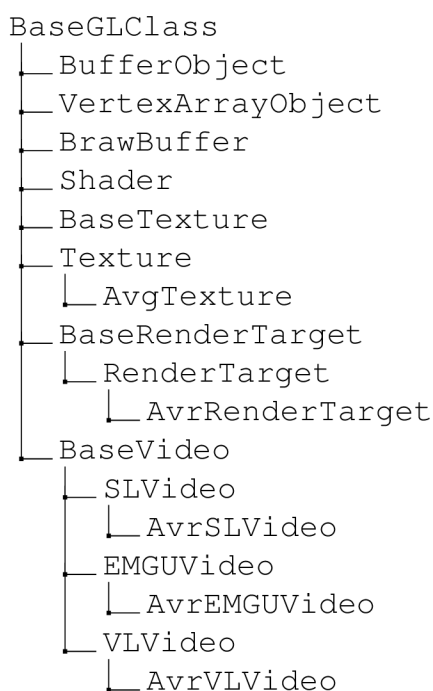 BaseGLClass
BufferObject
VertexArrayObject
BrawBuffer
Shader
BaseTexture
Texture
AvgTexture
BaseRenderTarget
RenderTarget
AvrRenderTarget
BaseVideo
SLVideo
AvrSLVideo
EMGUVideo
AvrEMGUVideo
VLVideo
AvrVLVideo